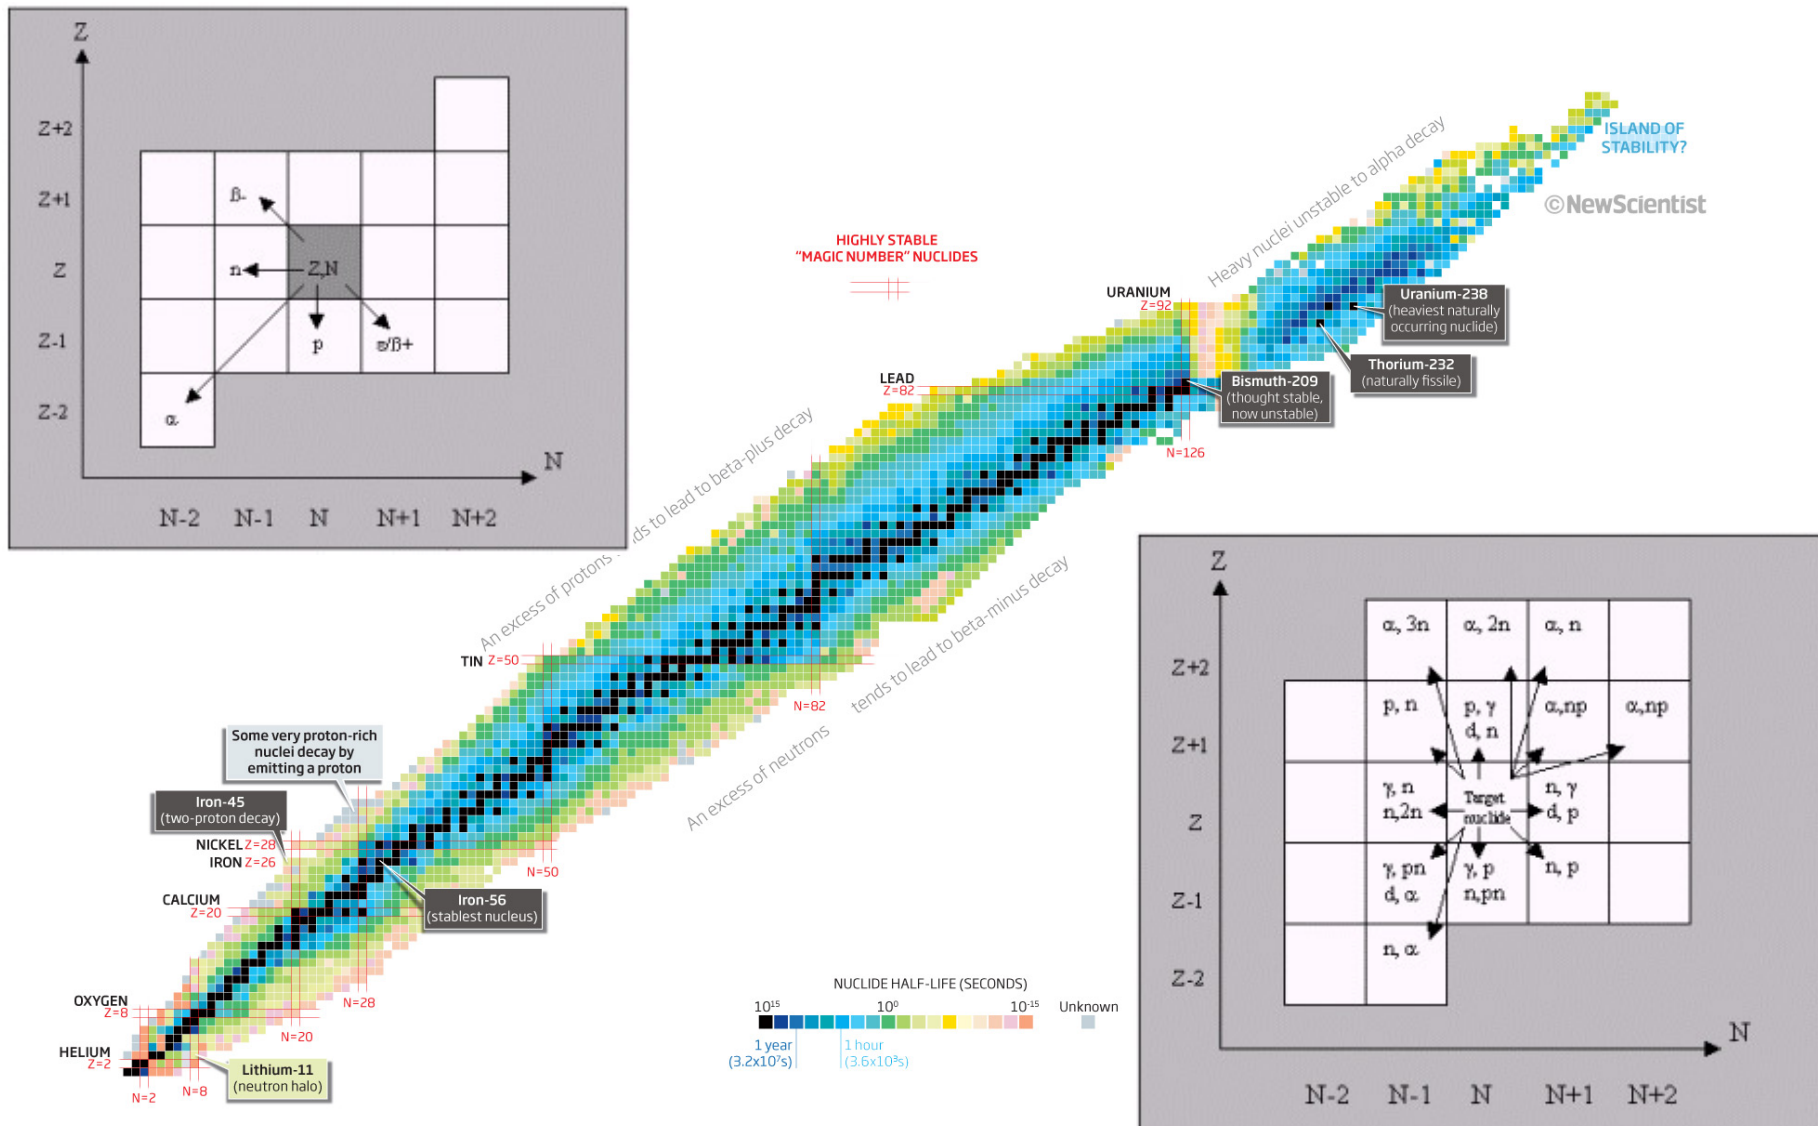 Z
Z+2
Z+1
Z
Z-1
Z-2
β-
n
Z,N
p
ε/β+
α
N
N-2
N-1
N
N+1
N+2
ISLAND OF
STABILITY?
©NewScientist
Heavy nuclei unstable to alpha decay
HIGHLY STABLE
"MAGIC NUMBER" NUCLIDES
URANIUM
Z=92
Uranium-238
(heaviest naturally
occurring nuclide)
Thorium-232
(naturally fissile)
LEAD
Z=82
Bismuth-209
(thought stable,
now unstable)
N=126
An excess of protons
ds to lead to beta-plus decay
TIN Z=50
N=82
An excess of neutrons
tends to lead to beta-minus decay
Some very proton-rich
nuclei decay by
emitting a proton
Iron-45
(two-proton decay)
NICKEL Z=28
IRON Z=26
N=50
CALCIUM
Z=20
Iron-56
(stablest nucleus)
N=28
OXYGEN
Z=8
N=20
HELIUM
Z=2
Lithium-11
(neutron halo)
N=2
N=8
NUCLIDE HALF-LIFE (SECONDS)
10¹⁵
10⁰
10⁻¹⁵
Unknown
1 year
(3.2x10⁷s)
1 hour
(3.6x10³s)
Z
Z+2
Z+1
Z
Z-1
Z-2
α, 3n
α, 2n
α, n
p, n
p, γ
d, n
α,np
α,np
γ, n
n,2n
Target
nuclide
n, γ
d, p
γ, pn
d, α
γ, p
n,pn
n, p
n, α
N
N-2
N-1
N
N+1
N+2